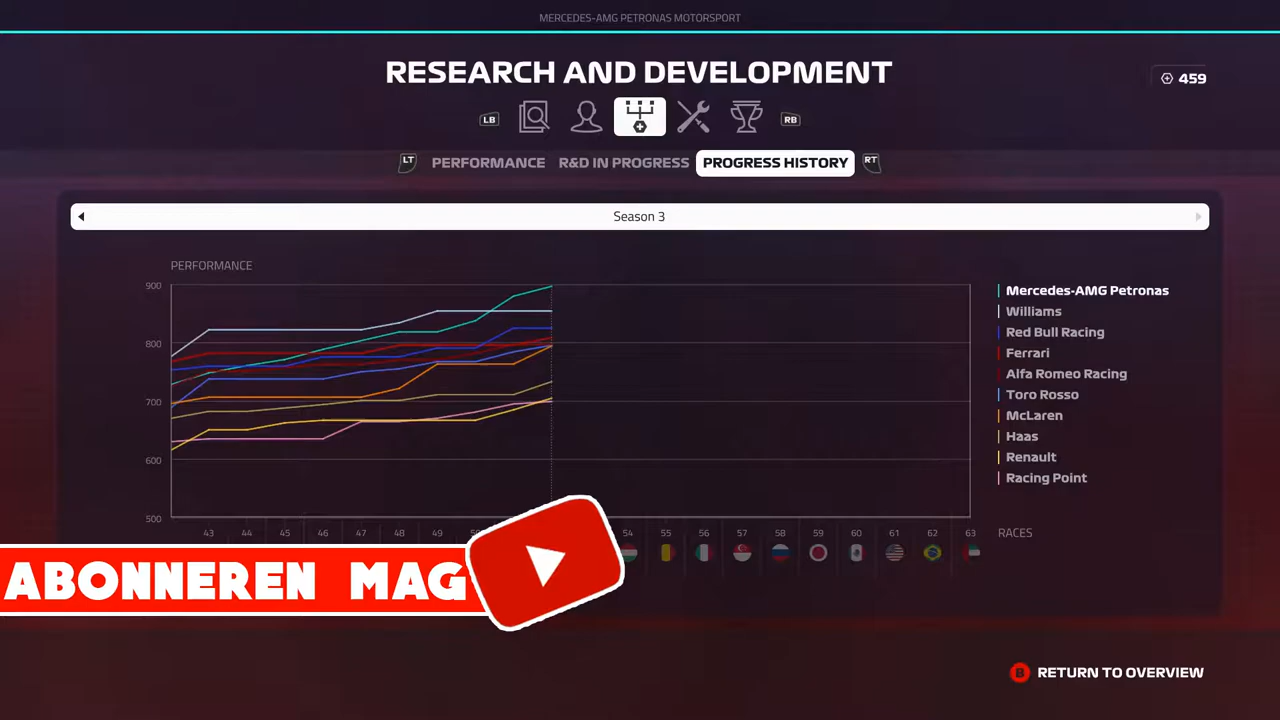 MERCEDES-AMG PETRONAS MOTORSPORT
RESEARCH AND DEVELOPMENT
459
LB
RB
LT
PERFORMANCE
R&D IN PROGRESS
PROGRESS HISTORY
RT
Season 3
PERFORMANCE
900
800
700
600
500
Mercedes-AMG Petronas
Williams
Red Bull Racing
Ferrari
Alfa Romeo Racing
Toro Rosso
McLaren
Haas
Renault
Racing Point
43 44 45 46 47 48 49 54 55 56 57 58 59 60 61 62 63
RACES
ABONNEREN MAG
B RETURN TO OVERVIEW